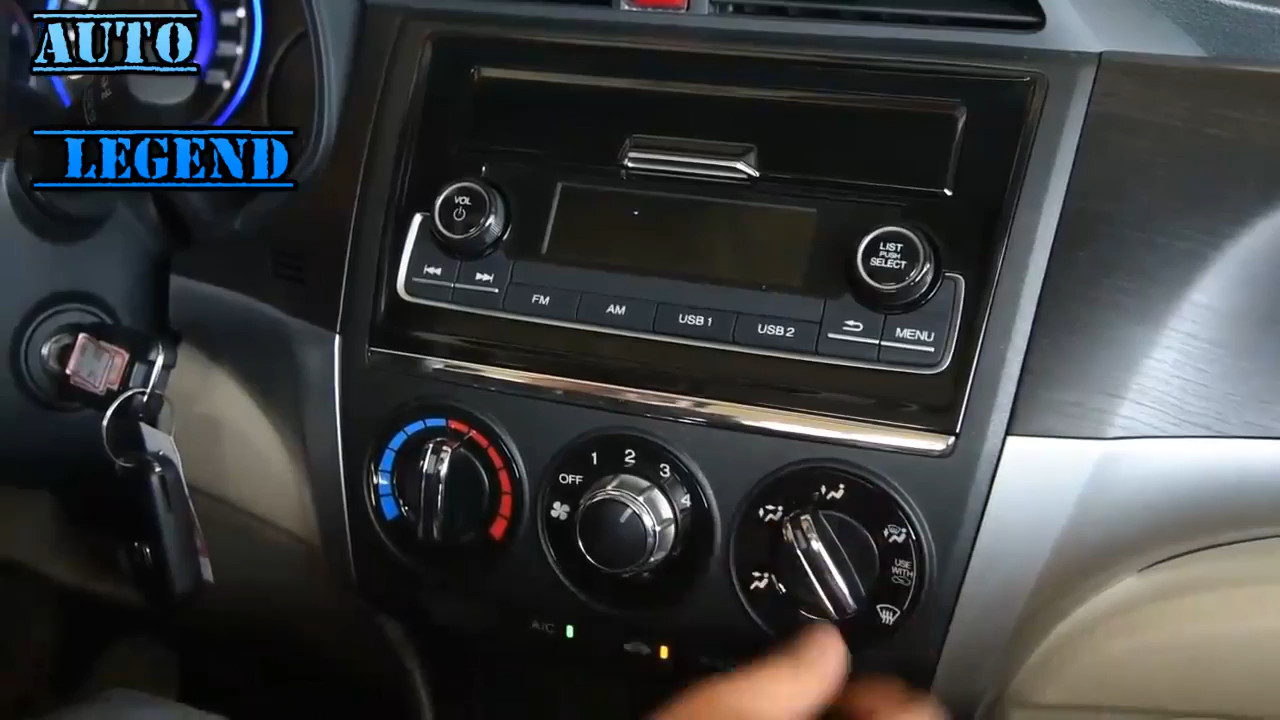 AUTO
LEGEND
VOL
LIST
PUSH
SELECT
FM
AM
USB 1
USB 2
MENU
OFF
1
2
3
4
USE
WITH
A/C